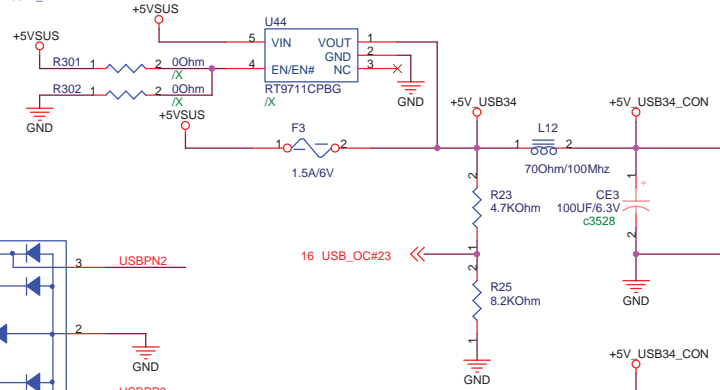 +5VSUS
U44
+5VSUS
5 VIN VOUT 1
GND 2
R301 1 2 0Ohm
/X
4 EN/EN# NC 3
R302 1 2 0Ohm
/X
RT9711CPBG
/X
GND
GND
+5VSUS
+5V_USB34
+5V_USB34_CON
F3
1 2
1.5A/6V
L12
1 2
70Ohm/100Mhz
2
R23
4.7KOhm
1
1
+
CE3
100UF/6.3V
c3528
2
16 USB_OC#23
2
R25
8.2KOhm
1
GND
GND
3 USBPN2
2
GND
+5V_USB34_CON